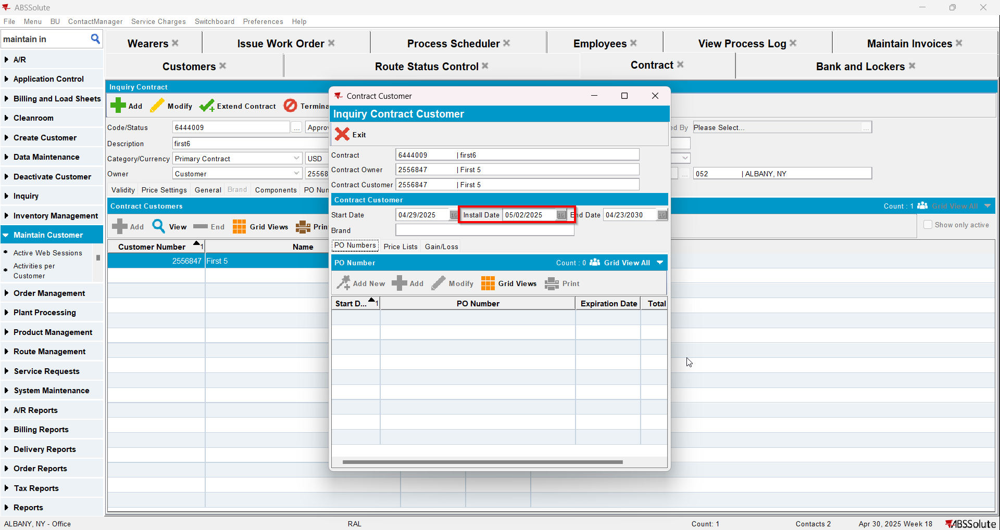 ABSSolute
File Menu BU ContactManager Service Charges Switchboard Preferences Help
maintain in
Wearers Issue Work Order Process Scheduler Employees View Process Log Maintain Invoices
Customers Route Status Control Contract Bank and Lockers
A/R
Application Control
Billing and Load Sheets
Cleanroom
Create Customer
Data Maintenance
Deactivate Customer
Inquiry
Inventory Management
Maintain Customer
Active Web Sessions
Activities per
Customer
Order Management
Plant Processing
Product Management
Route Management
Service Requests
System Maintenance
A/R Reports
Billing Reports
Delivery Reports
Order Reports
Tax Reports
Reports
Inquiry Contract
Add Modify Extend Contract Termina
Code/Status 6444009 ... Approv
ed By Please Select... ...
Description first6
Category/Currency Primary Contract USD
Owner Customer 25568
... 052 | ALBANY, NY
Validity Price Settings General Brand Components PO Num
Contract Customers
Count : 1 Grid View All
Add View End Grid Views Prin
Show only active
Customer Number 1 Name
2556847 First 5
Contract Customer
Inquiry Contract Customer
Exit
Contract 6444009 | first6
Contract Owner 2556847 | First 5
Contract Customer 2556847 | First 5
Contract Customer
Start Date 04/29/2025 16 Install Date 05/02/2025 16 End Date 04/23/2030 16
Brand
PO Numbers Price Lists Gain/Loss
PO Number Count : 0 Grid View All
Add New Add Modify Grid Views Print
Start D... 1 PO Number Expiration Date Total
ALBANY, NY - Office RAL Count: 1 Contacts 2 Apr 30, 2025 Week 18 ABSSolute